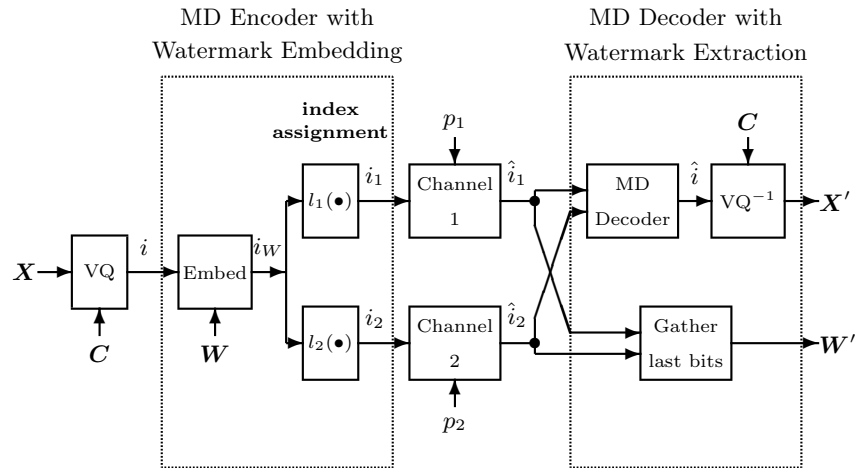 MD Encoder with
Watermark Embedding
MD Decoder with
Watermark Extraction
index
assignment
p₁
C
l₁(•)
i₁
Channel
1
î₁
MD
Decoder
î
VQ⁻¹
X′
X
VQ
i
Embed
i_W
C
W
l₂(•)
i₂
Channel
2
î₂
Gather
last bits
W′
p₂